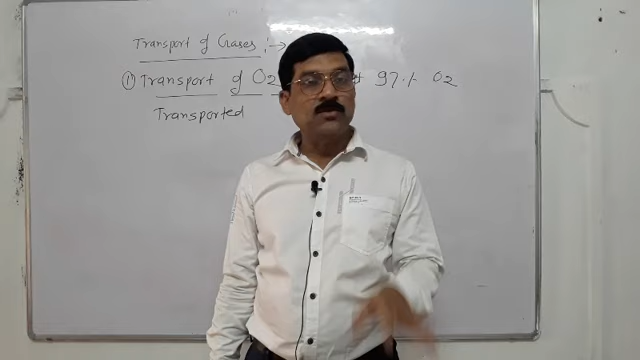 Transport of Gases :→
① Transport of O2 97% O2
Transported